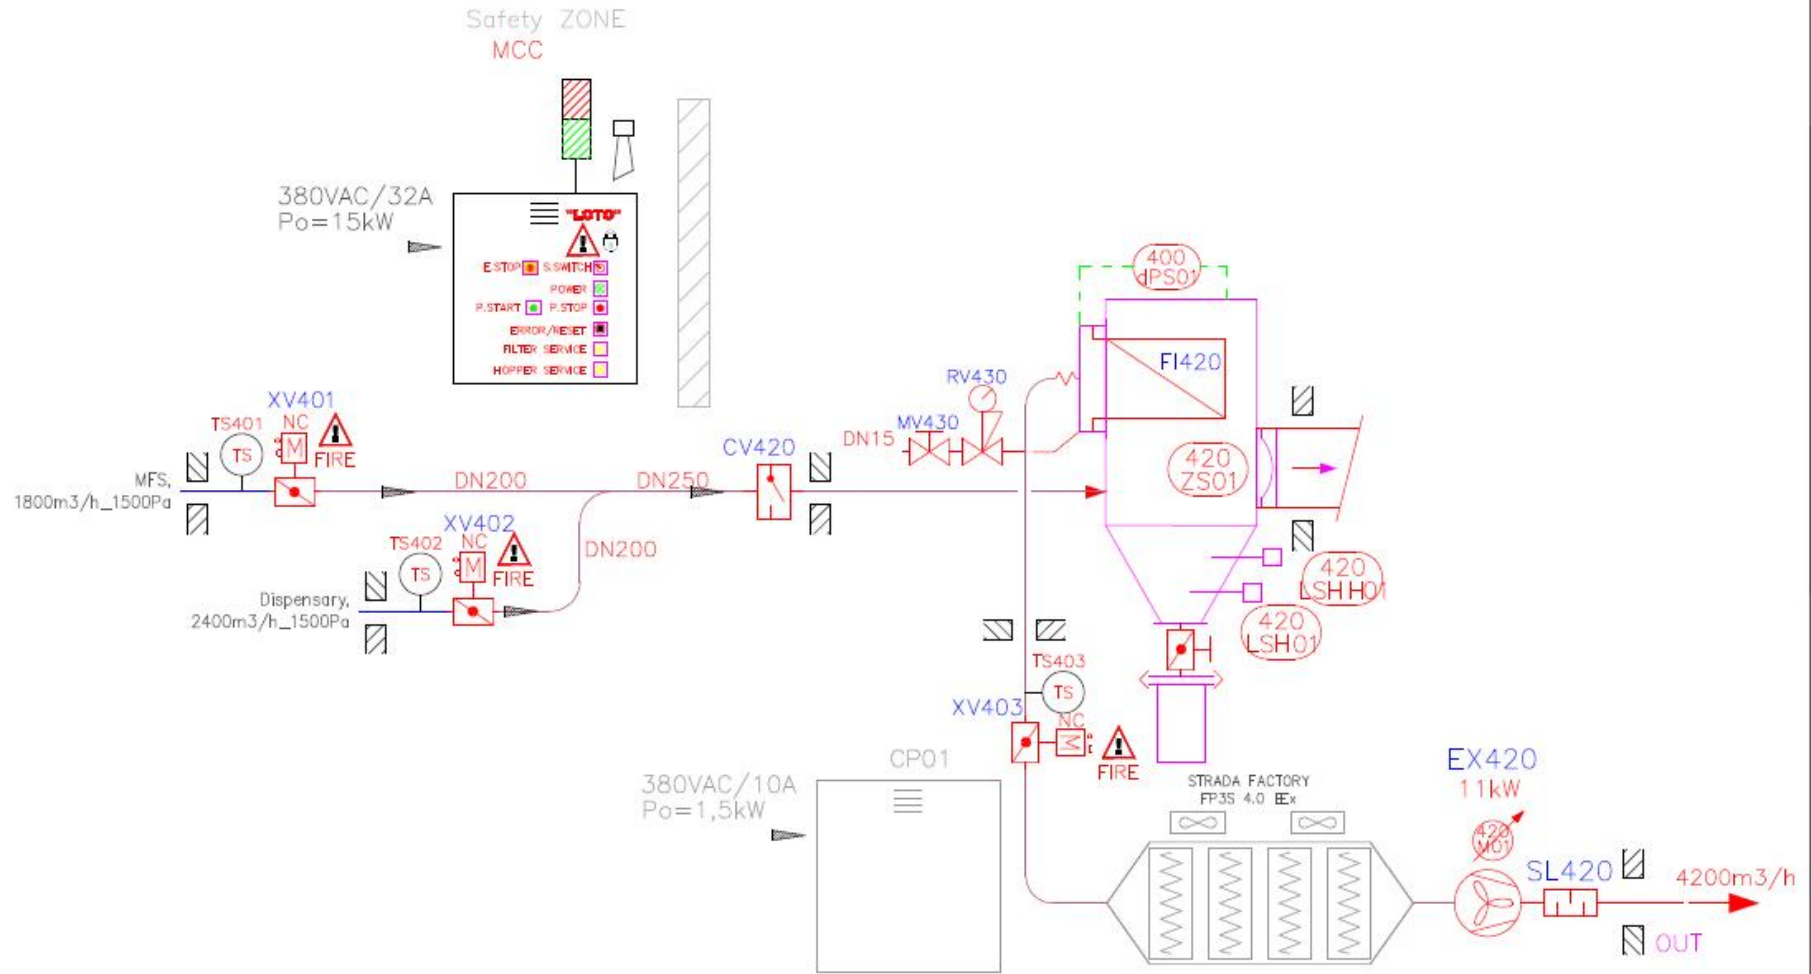 Safety ZONE
MCC
380VAC/32A
Po=15kW
"LOTO"
E.STOP S.SWITCH
POWER
P.START P.STOP
ERROR/RESET
FILTER SERVICE
HOPPER SERVICE
400
dPS01
FI420
RV430
MV430
DN15
XV401
TS401
NC
TS
M
FIRE
MFS,
1800m3/h_1500Pa
DN200
DN250
CV420
420
ZS01
XV402
TS402
NC
TS
M
FIRE
DN200
Dispensary,
2400m3/h_1500Pa
420
LSHH01
420
LSH01
TS403
TS
XV403
NC
M
FIRE
CP01
380VAC/10A
Po=1,5kW
STRADA FACTORY
FP3S 4.0 EEx
EX420
11kW
420
M01
SL420
4200m3/h
OUT